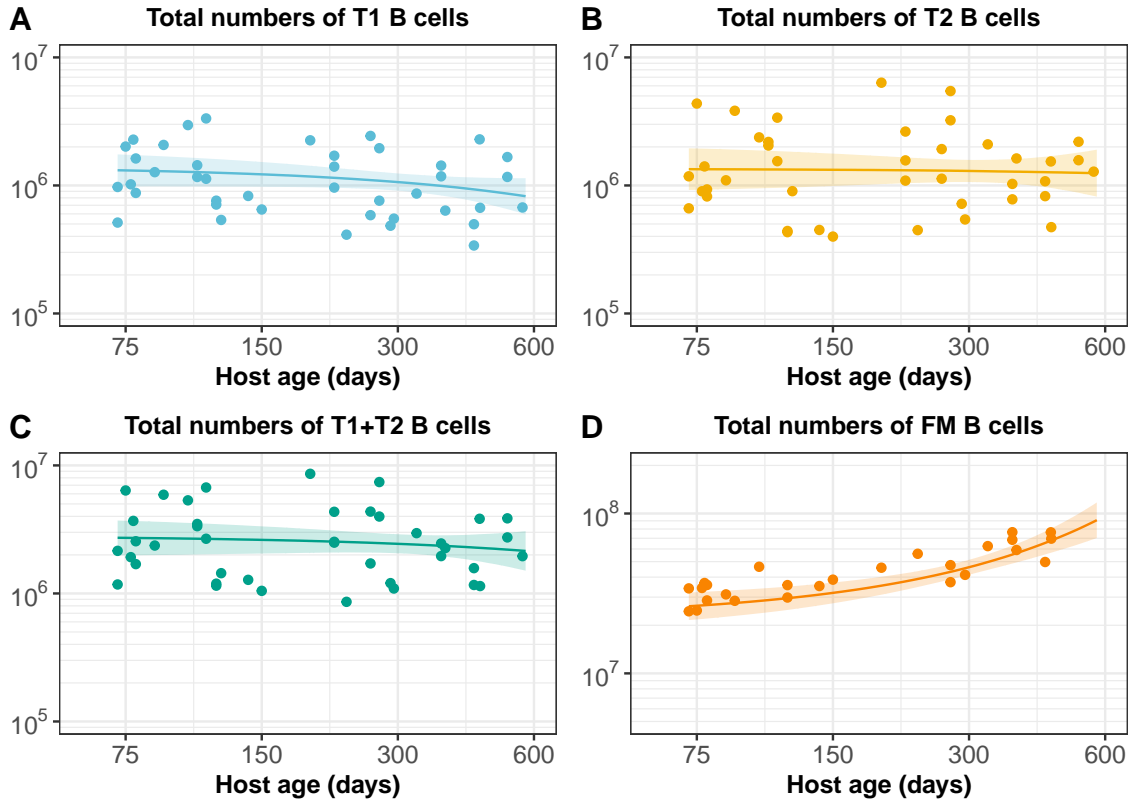 A
Total numbers of T1 B cells
10^7
10^6
10^5
75 150 300 600
Host age (days)
B
Total numbers of T2 B cells
10^7
10^6
10^5
75 150 300 600
Host age (days)
C
Total numbers of T1+T2 B cells
10^7
10^6
10^5
75 150 300 600
Host age (days)
D
Total numbers of FM B cells
10^8
10^7
75 150 300 600
Host age (days)